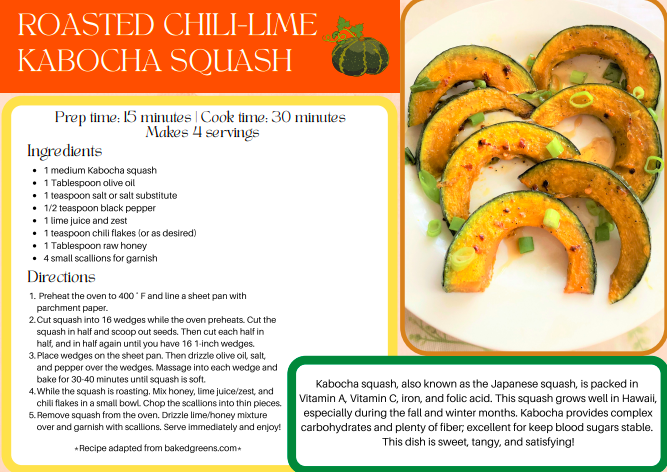 ROASTED CHILI-LIME
KABOCHA SQUASH
Prep time: 15 minutes | Cook time: 30 minutes
Makes 4 servings
Ingredients
• 1 medium Kabocha squash
• 1 Tablespoon olive oil
• 1 teaspoon salt or salt substitute
• 1/2 teaspoon black pepper
• 1 lime juice and zest
• 1 teaspoon chili flakes (or as desired)
• 1 Tablespoon raw honey
• 4 small scallions for garnish
Directions
1. Preheat the oven to 400˚F and line a sheet pan with
parchment paper.
2. Cut squash into 16 wedges while the oven preheats. Cut the
squash in half and scoop out seeds. Then cut each half in
half, and in half again until you have 16 1-inch wedges.
3. Place wedges on the sheet pan. Then drizzle olive oil, salt,
and pepper over the wedges. Massage into each wedge and
bake for 30-40 minutes until squash is soft.
4. While the squash is roasting. Mix honey, lime juice/zest, and
chili flakes in a small bowl. Chop the scallions into thin pieces.
5. Remove squash from the oven. Drizzle lime/honey mixture
over and garnish with scallions. Serve immediately and enjoy!
*Recipe adapted from bakedgreens.com*
Kabocha squash, also known as the Japanese squash, is packed in
Vitamin A, Vitamin C, iron, and folic acid. This squash grows well in Hawaii,
especially during the fall and winter months. Kabocha provides complex
carbohydrates and plenty of fiber; excellent for keep blood sugars stable.
This dish is sweet, tangy, and satisfying!